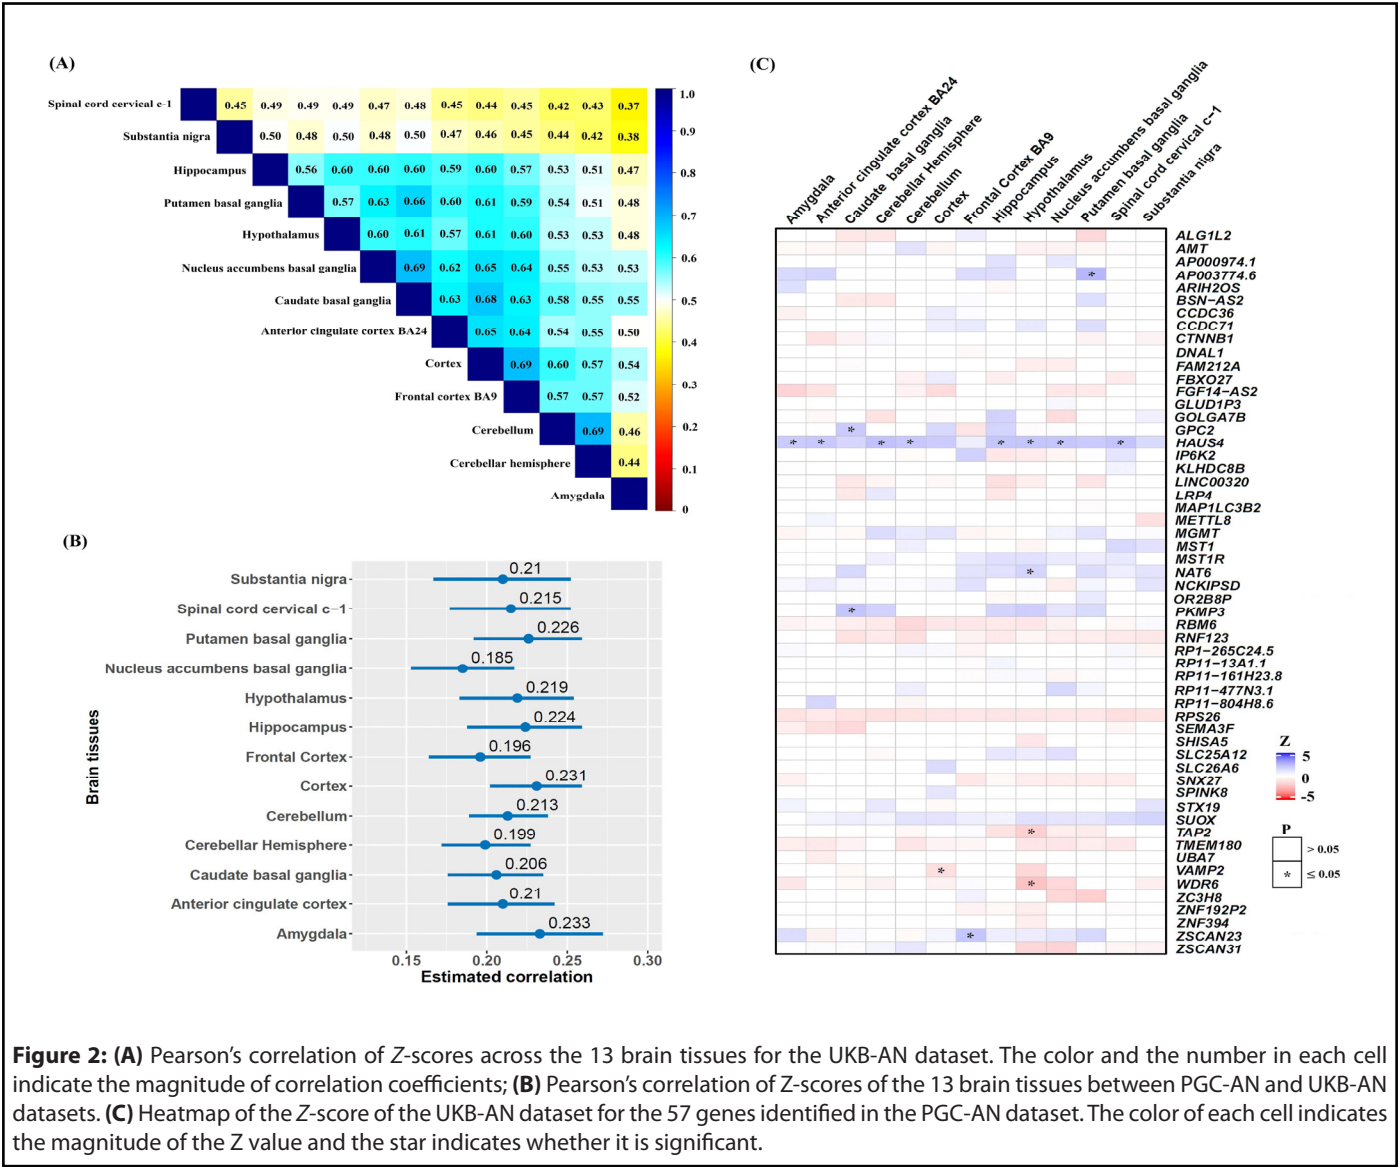 (A)
Spinal cord cervical c-1 0.45 0.49 0.49 0.49 0.47 0.48 0.45 0.44 0.45 0.42 0.43 0.37
Substantia nigra 0.50 0.48 0.50 0.48 0.50 0.47 0.46 0.45 0.44 0.42 0.38
Hippocampus 0.56 0.60 0.60 0.60 0.59 0.60 0.57 0.53 0.51 0.47
Putamen basal ganglia 0.57 0.63 0.66 0.60 0.61 0.59 0.54 0.51 0.48
Hypothalamus 0.60 0.61 0.57 0.61 0.60 0.53 0.53 0.48
Nucleus accumbens basal ganglia 0.69 0.62 0.65 0.64 0.55 0.53 0.53
Caudate basal ganglia 0.63 0.68 0.63 0.58 0.55 0.55
Anterior cingulate cortex BA24 0.65 0.64 0.54 0.55 0.50
Cortex 0.69 0.60 0.57 0.54
Frontal cortex BA9 0.57 0.57 0.52
Cerebellum 0.69 0.46
Cerebellar hemisphere 0.44
Amygdala
1.0
0.9
0.8
0.7
0.6
0.5
0.4
0.3
0.2
0.1
0
(B)
Brain tissues
Substantia nigra 0.21
Spinal cord cervical c-1 0.215
Putamen basal ganglia 0.226
Nucleus accumbens basal ganglia 0.185
Hypothalamus 0.219
Hippocampus 0.224
Frontal Cortex 0.196
Cortex 0.231
Cerebellum 0.213
Cerebellar Hemisphere 0.199
Caudate basal ganglia 0.206
Anterior cingulate cortex 0.21
Amygdala 0.233
0.15 0.20 0.25 0.30
Estimated correlation
(C)
Amygdala
Anterior cingulate cortex BA24
Caudate basal ganglia
Cerebellar Hemisphere
Cerebellum
Cortex
Frontal Cortex BA9
Hippocampus
Hypothalamus
Nucleus accumbens basal ganglia
Putamen basal ganglia
Spinal cord cervical c-1
Substantia nigra
ALG1L2
AMT
AP000974.1
* AP003774.6
ARIH2OS
BSN-AS2
CCDC36
CCDC71
CTNNB1
DNAL1
FAM212A
FBXO27
FGF14-AS2
GLUD1P3
GOLGA7B
* GPC2
* * * * * * * * HAUS4
IP6K2
KLHDC8B
LINC00320
LRP4
MAP1LC3B2
METTL8
MGMT
MST1
MST1R
* NAT6
NCKIPSD
OR2B8P
* PKMP3
RBM6
RNF123
RP1-265C24.5
RP11-13A1.1
RP11-161H23.8
RP11-477N3.1
RP11-804H8.6
RPS26
SEMA3F
SHISA5
SLC25A12
SLC26A6
SNX27
SPINK8
STX19
SUOX
* TAP2
TMEM180
UBA7
* VAMP2
* WDR6
ZC3H8
ZNF192P2
ZNF394
* ZSCAN23
ZSCAN31
Z
5
0
-5
P
> 0.05
* ≤ 0.05
Figure 2: (A) Pearson's correlation of Z-scores across the 13 brain tissues for the UKB-AN dataset. The color and the number in each cell
indicate the magnitude of correlation coefficients; (B) Pearson's correlation of Z-scores of the 13 brain tissues between PGC-AN and UKB-AN
datasets. (C) Heatmap of the Z-score of the UKB-AN dataset for the 57 genes identified in the PGC-AN dataset. The color of each cell indicates
the magnitude of the Z value and the star indicates whether it is significant.